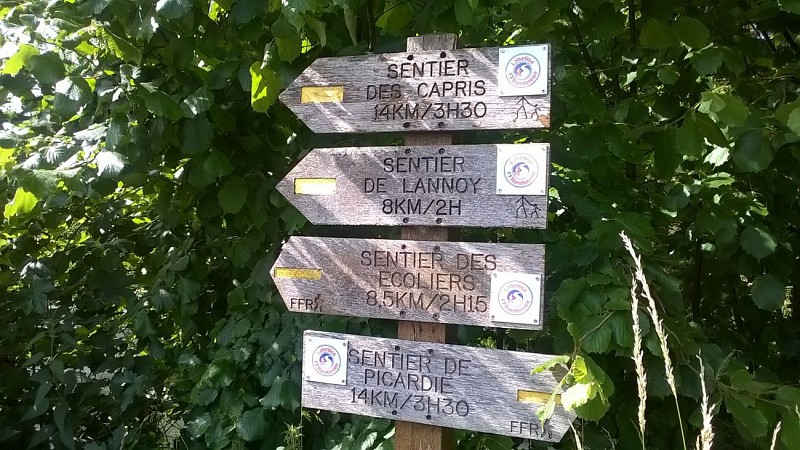 SENTIER
DES CAPRIS
14KM/3H30
SENTIER
DE LANNOY
8KM/2H
SENTIER DES
ECOLIERS
8.5KM/2H15
FFR
SENTIER DE
PICARDIE
14KM/3H30
FFR